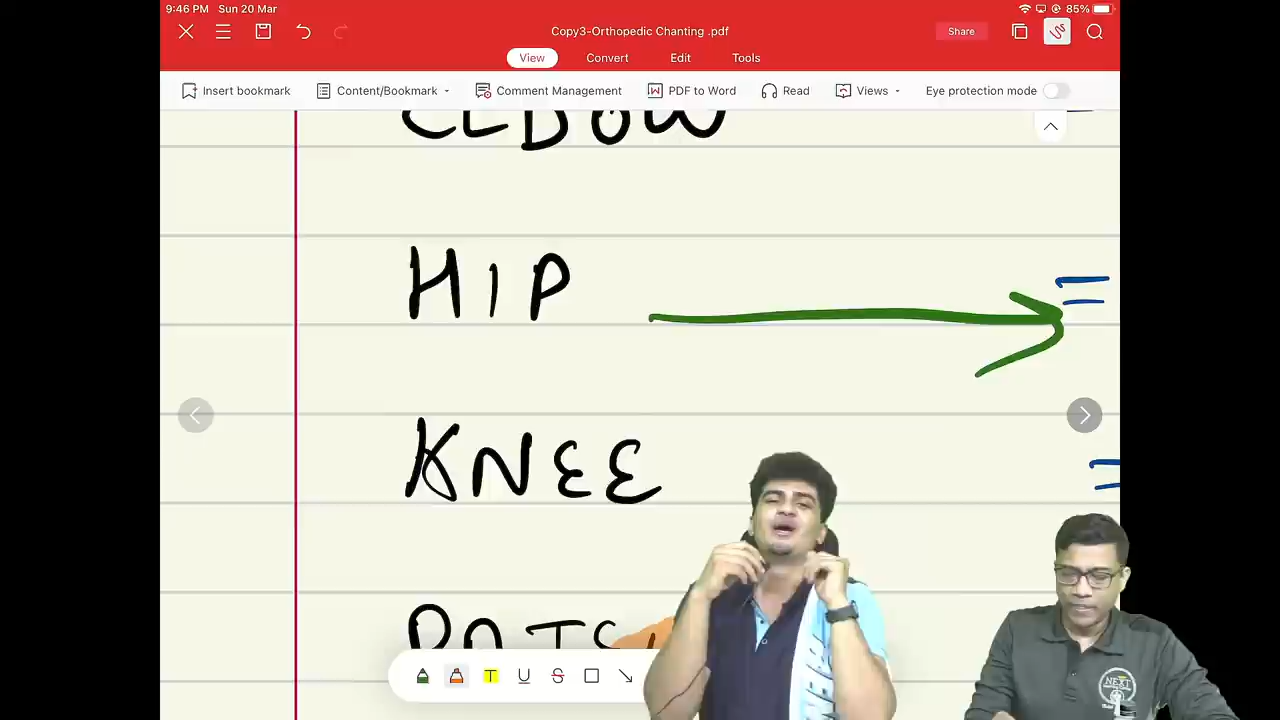 9:46 PM Sun 20 Mar 85%
Copy3-Orthopedic Chanting .pdf
Share
View Convert Edit Tools
Insert bookmark Content/Bookmark Comment Management PDF to Word Read Views Eye protection mode
ELBOW
HIP =
KNEE =
T U S
NEXT